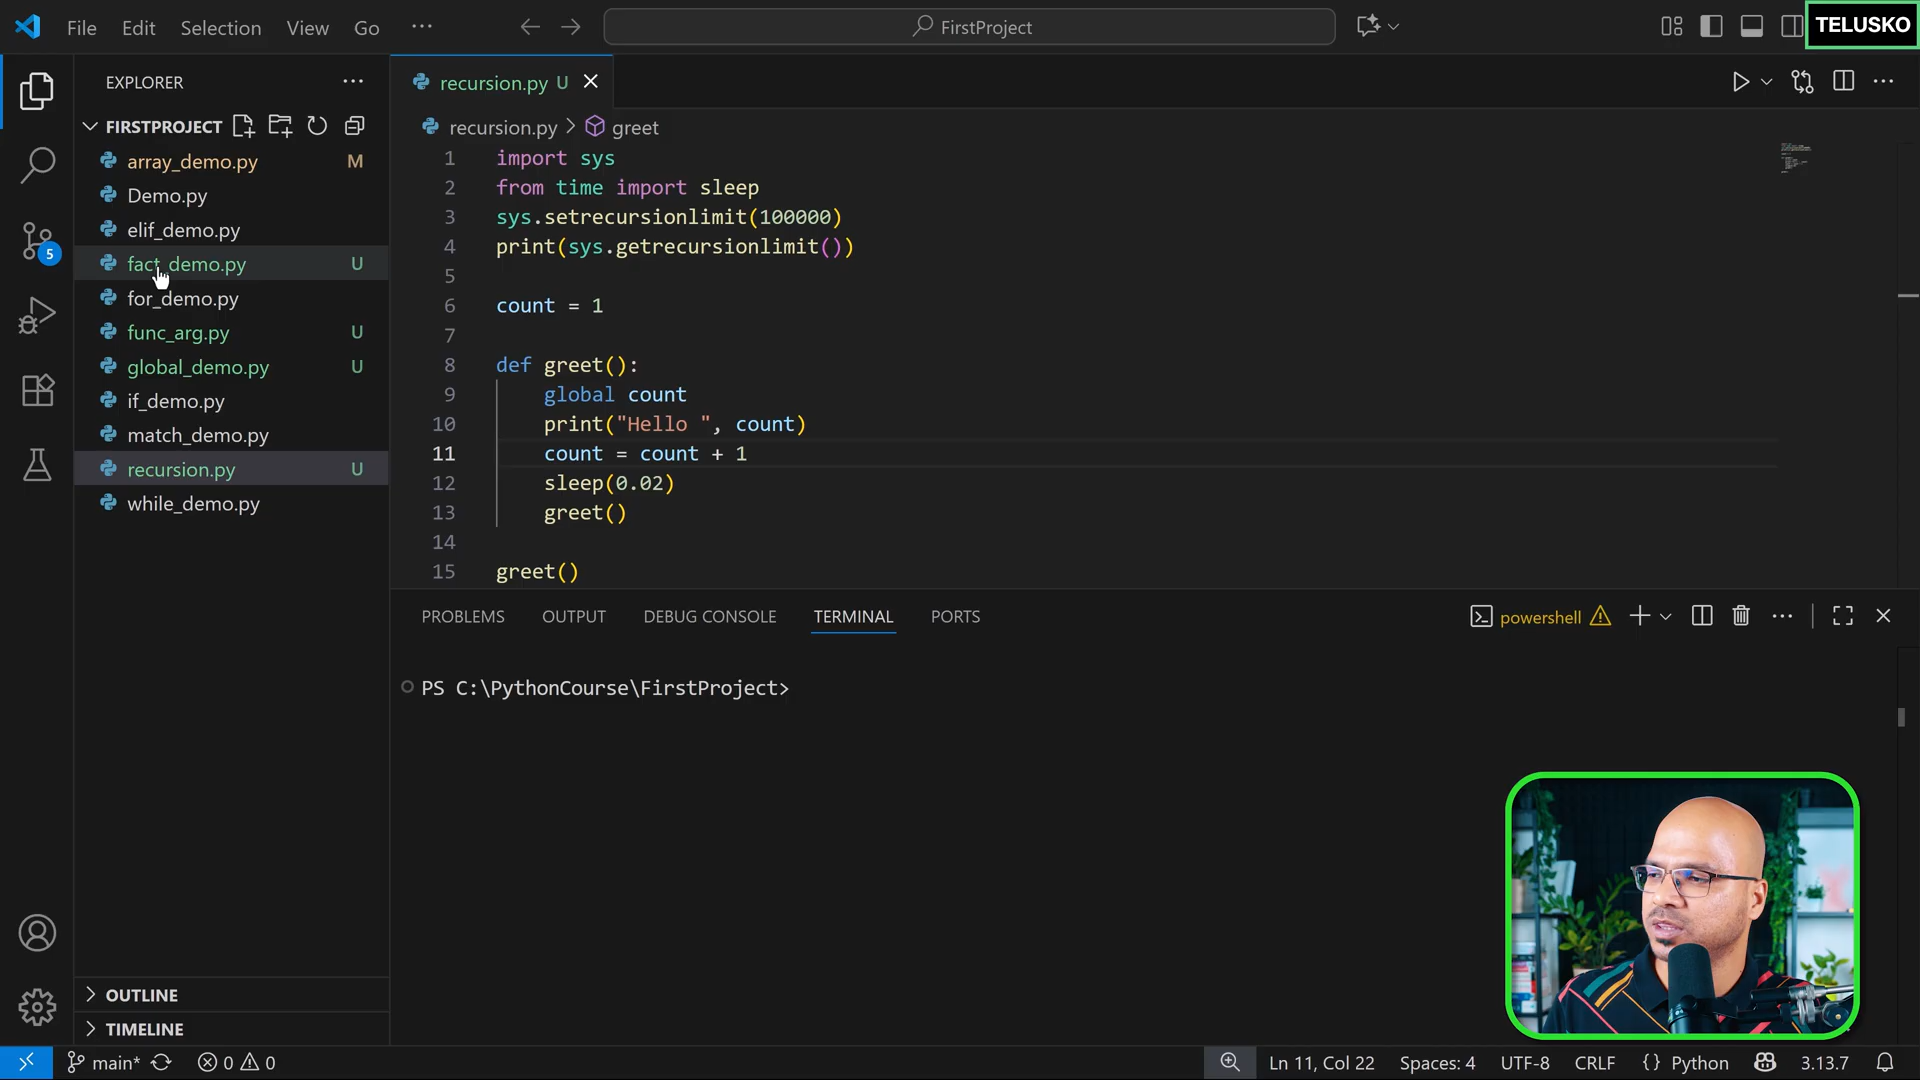 File Edit Selection View Go ···
FirstProject
TELUSKO
EXPLORER
FIRSTPROJECT
array_demo.py M
Demo.py
elif_demo.py
fact_demo.py U
for_demo.py
func_arg.py U
global_demo.py U
if_demo.py
match_demo.py
recursion.py U
while_demo.py
OUTLINE
TIMELINE
5
recursion.py U
recursion.py > greet
1 import sys
2 from time import sleep
3 sys.setrecursionlimit(100000)
4 print(sys.getrecursionlimit())
5
6 count = 1
7
8 def greet():
9 global count
10 print("Hello ", count)
11 count = count + 1
12 sleep(0.02)
13 greet()
14
15 greet()
PROBLEMS OUTPUT DEBUG CONSOLE TERMINAL PORTS
powershell
PS C:\PythonCourse\FirstProject>
main* 0 0
Ln 11, Col 22 Spaces: 4 UTF-8 CRLF {} Python 3.13.7